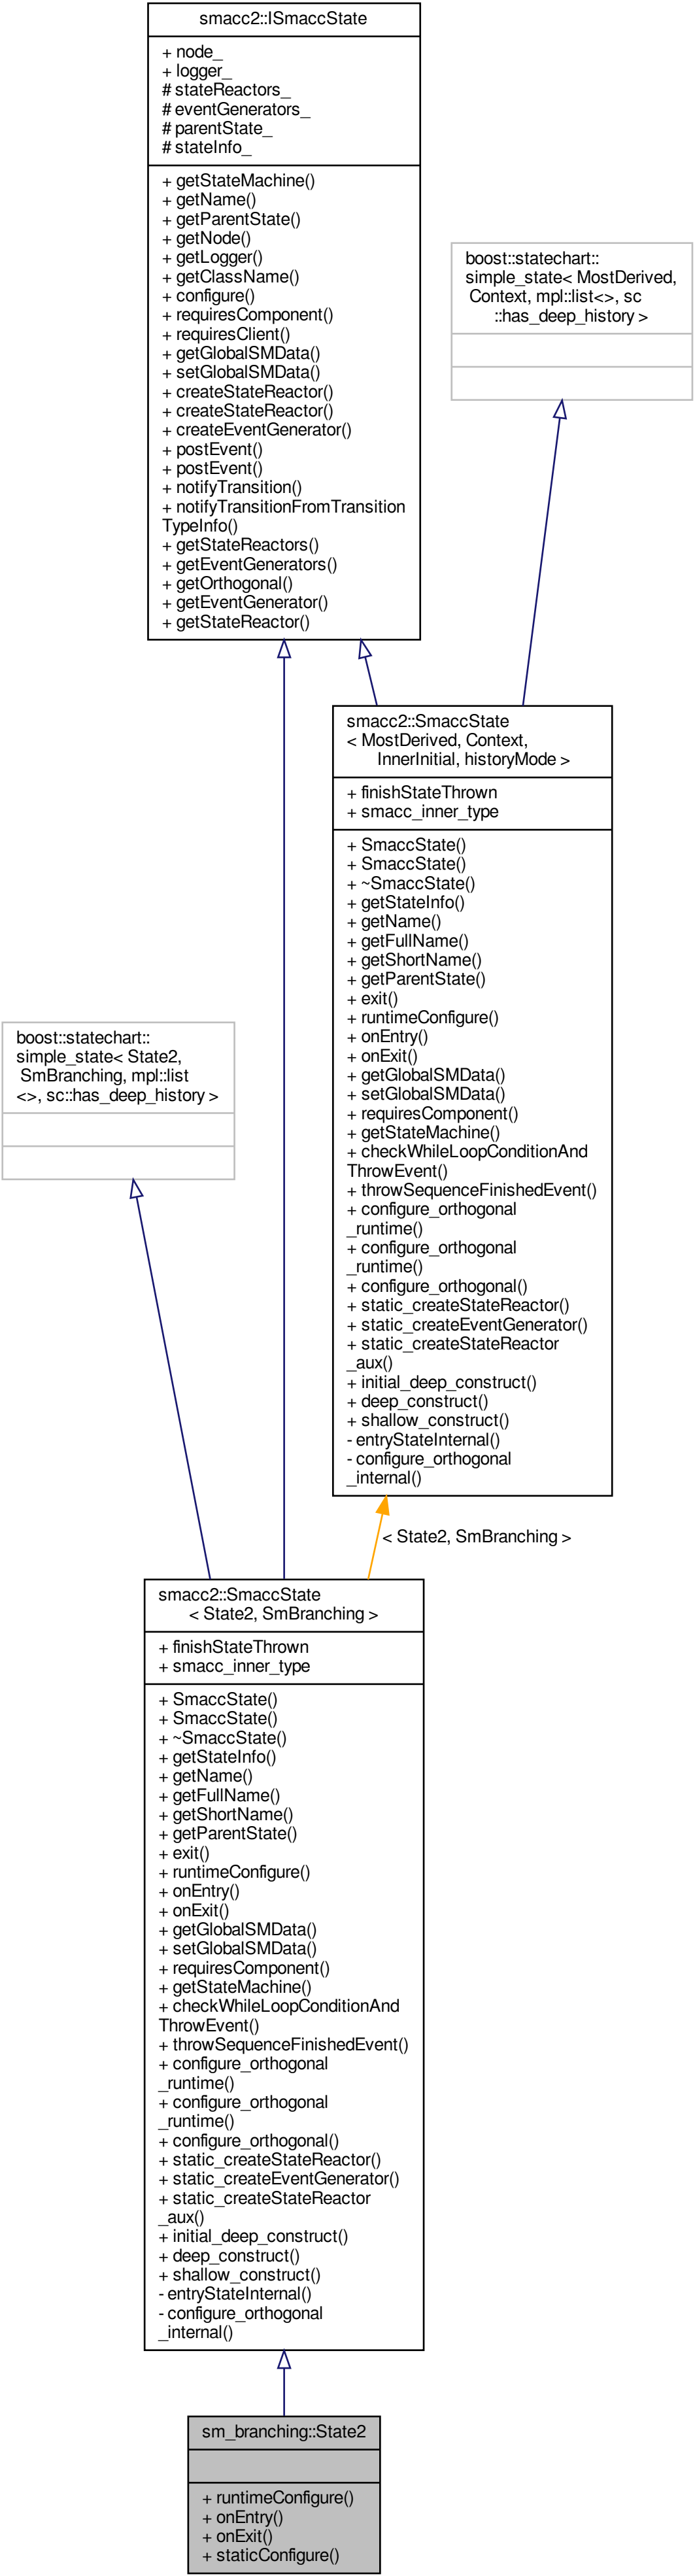 smacc2::ISmaccState
+ node_
+ logger_
# stateReactors_
# eventGenerators_
# parentState_
# stateInfo_
+ getStateMachine()
+ getName()
+ getParentState()
+ getNode()
+ getLogger()
+ getClassName()
+ configure()
+ requiresComponent()
+ requiresClient()
+ getGlobalSMData()
+ setGlobalSMData()
+ createStateReactor()
+ createStateReactor()
+ createEventGenerator()
+ postEvent()
+ postEvent()
+ notifyTransition()
+ notifyTransitionFromTransition
TypeInfo()
+ getStateReactors()
+ getEventGenerators()
+ getOrthogonal()
+ getEventGenerator()
+ getStateReactor()
boost::statechart::
simple_state< MostDerived,
Context, mpl::list<>, sc
::has_deep_history >
smacc2::SmaccState
< MostDerived, Context,
InnerInitial, historyMode >
+ finishStateThrown
+ smacc_inner_type
+ SmaccState()
+ SmaccState()
+ ~SmaccState()
+ getStateInfo()
+ getName()
+ getFullName()
+ getShortName()
+ getParentState()
+ exit()
+ runtimeConfigure()
+ onEntry()
+ onExit()
+ getGlobalSMData()
+ setGlobalSMData()
+ requiresComponent()
+ getStateMachine()
+ checkWhileLoopConditionAnd
ThrowEvent()
+ throwSequenceFinishedEvent()
+ configure_orthogonal
_runtime()
+ configure_orthogonal
_runtime()
+ configure_orthogonal()
+ static_createStateReactor()
+ static_createEventGenerator()
+ static_createStateReactor
_aux()
+ initial_deep_construct()
+ deep_construct()
+ shallow_construct()
- entryStateInternal()
- configure_orthogonal
_internal()
boost::statechart::
simple_state< State2,
SmBranching, mpl::list
<>, sc::has_deep_history >
< State2, SmBranching >
smacc2::SmaccState
< State2, SmBranching >
+ finishStateThrown
+ smacc_inner_type
+ SmaccState()
+ SmaccState()
+ ~SmaccState()
+ getStateInfo()
+ getName()
+ getFullName()
+ getShortName()
+ getParentState()
+ exit()
+ runtimeConfigure()
+ onEntry()
+ onExit()
+ getGlobalSMData()
+ setGlobalSMData()
+ requiresComponent()
+ getStateMachine()
+ checkWhileLoopConditionAnd
ThrowEvent()
+ throwSequenceFinishedEvent()
+ configure_orthogonal
_runtime()
+ configure_orthogonal
_runtime()
+ configure_orthogonal()
+ static_createStateReactor()
+ static_createEventGenerator()
+ static_createStateReactor
_aux()
+ initial_deep_construct()
+ deep_construct()
+ shallow_construct()
- entryStateInternal()
- configure_orthogonal
_internal()
sm_branching::State2
+ runtimeConfigure()
+ onEntry()
+ onExit()
+ staticConfigure()